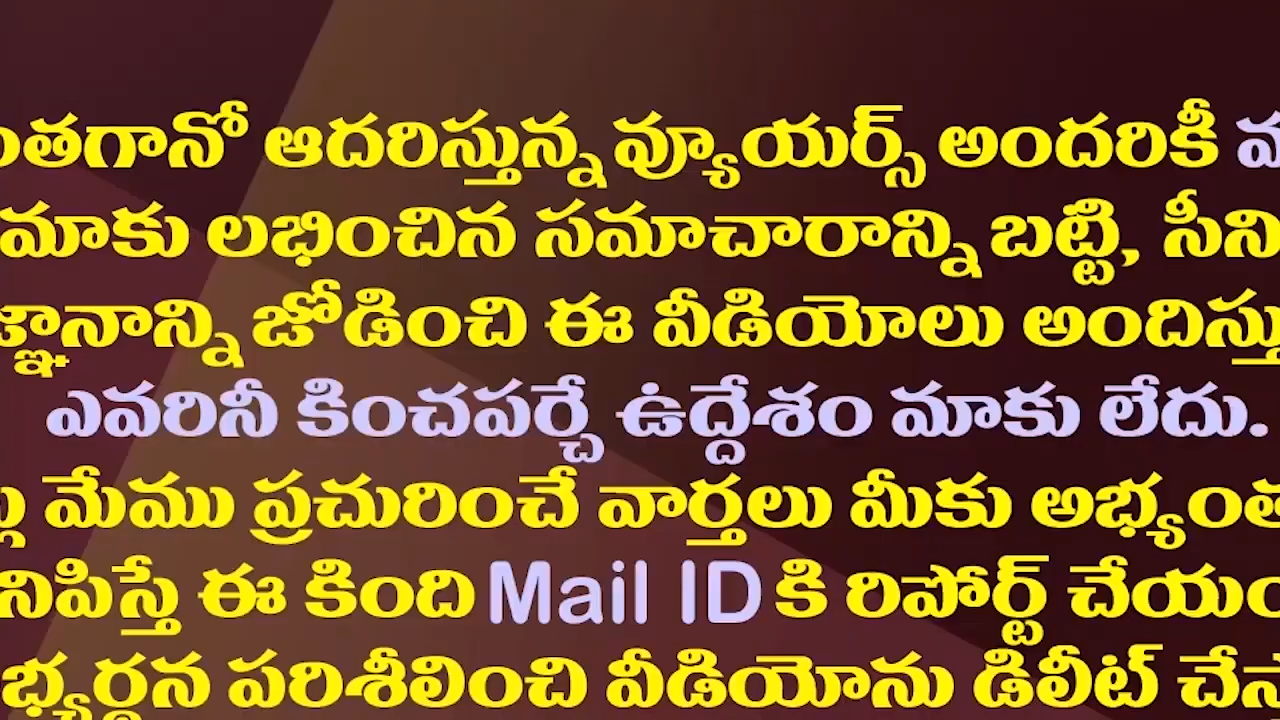 ఆదరిస్తున్న వ్యూయర్స్ అందరికీ
మాకు లభించిన సమాచారాన్ని బట్టి,
జోడించి ఈ వీడియోలు
ఎవరినీ కించపర్చే ఉద్దేశం మాకు లేదు.
మేము ప్రచురించే వార్తలు మీకు
ఈ కింది Mail ID కి రిపోర్ట్
పరిశీలించి వీడియోను డిలీట్